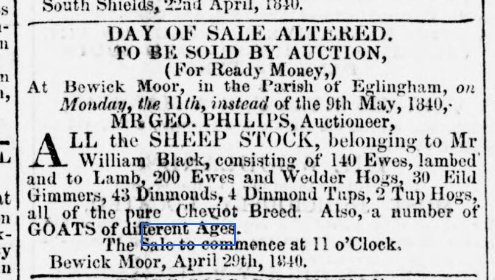 South Shields, 22nd April, 1840.
DAY OF SALE ALTERED.
TO BE SOLD BY AUCTION,
(For Ready Money,)
At Bewick Moor, in the Parish of Eglingham, on
Monday, the 11th, instead of the 9th May, 1840,
MR GEO. PHILIPS, Auctioneer,
ALL the SHEEP STOCK, belonging to Mr
William Black, consisting of 140 Ewes, lambed
and to Lamb, 200 Ewes and Wedder Hogs, 30 Eild
Gimmers, 43 Dinmonds, 4 Dinmond Tups, 2 Tup Hogs,
all of the pure Cheviot Breed. Also, a number of
GOATS of different Ages.
The Sale to commence at 11 o'Clock.
Bewick Moor, April 29th, 1840.